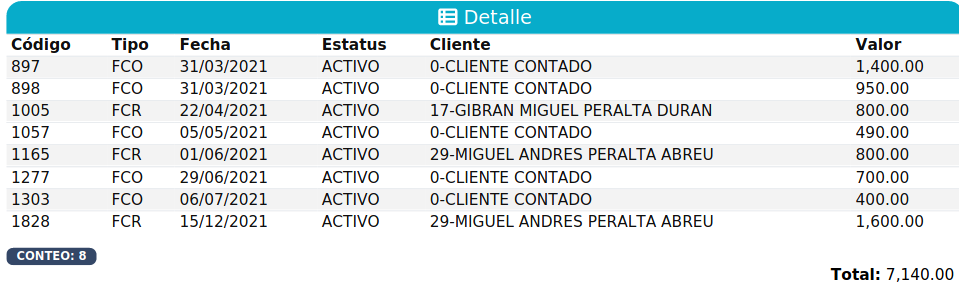 Detalle
Código Tipo Fecha Estatus Cliente Valor
897 FCO 31/03/2021 ACTIVO 0-CLIENTE CONTADO 1,400.00
898 FCO 31/03/2021 ACTIVO 0-CLIENTE CONTADO 950.00
1005 FCR 22/04/2021 ACTIVO 17-GIBRAN MIGUEL PERALTA DURAN 800.00
1057 FCO 05/05/2021 ACTIVO 0-CLIENTE CONTADO 490.00
1165 FCR 01/06/2021 ACTIVO 29-MIGUEL ANDRES PERALTA ABREU 800.00
1277 FCO 29/06/2021 ACTIVO 0-CLIENTE CONTADO 700.00
1303 FCO 06/07/2021 ACTIVO 0-CLIENTE CONTADO 400.00
1828 FCR 15/12/2021 ACTIVO 29-MIGUEL ANDRES PERALTA ABREU 1,600.00
CONTEO: 8
Total: 7,140.00